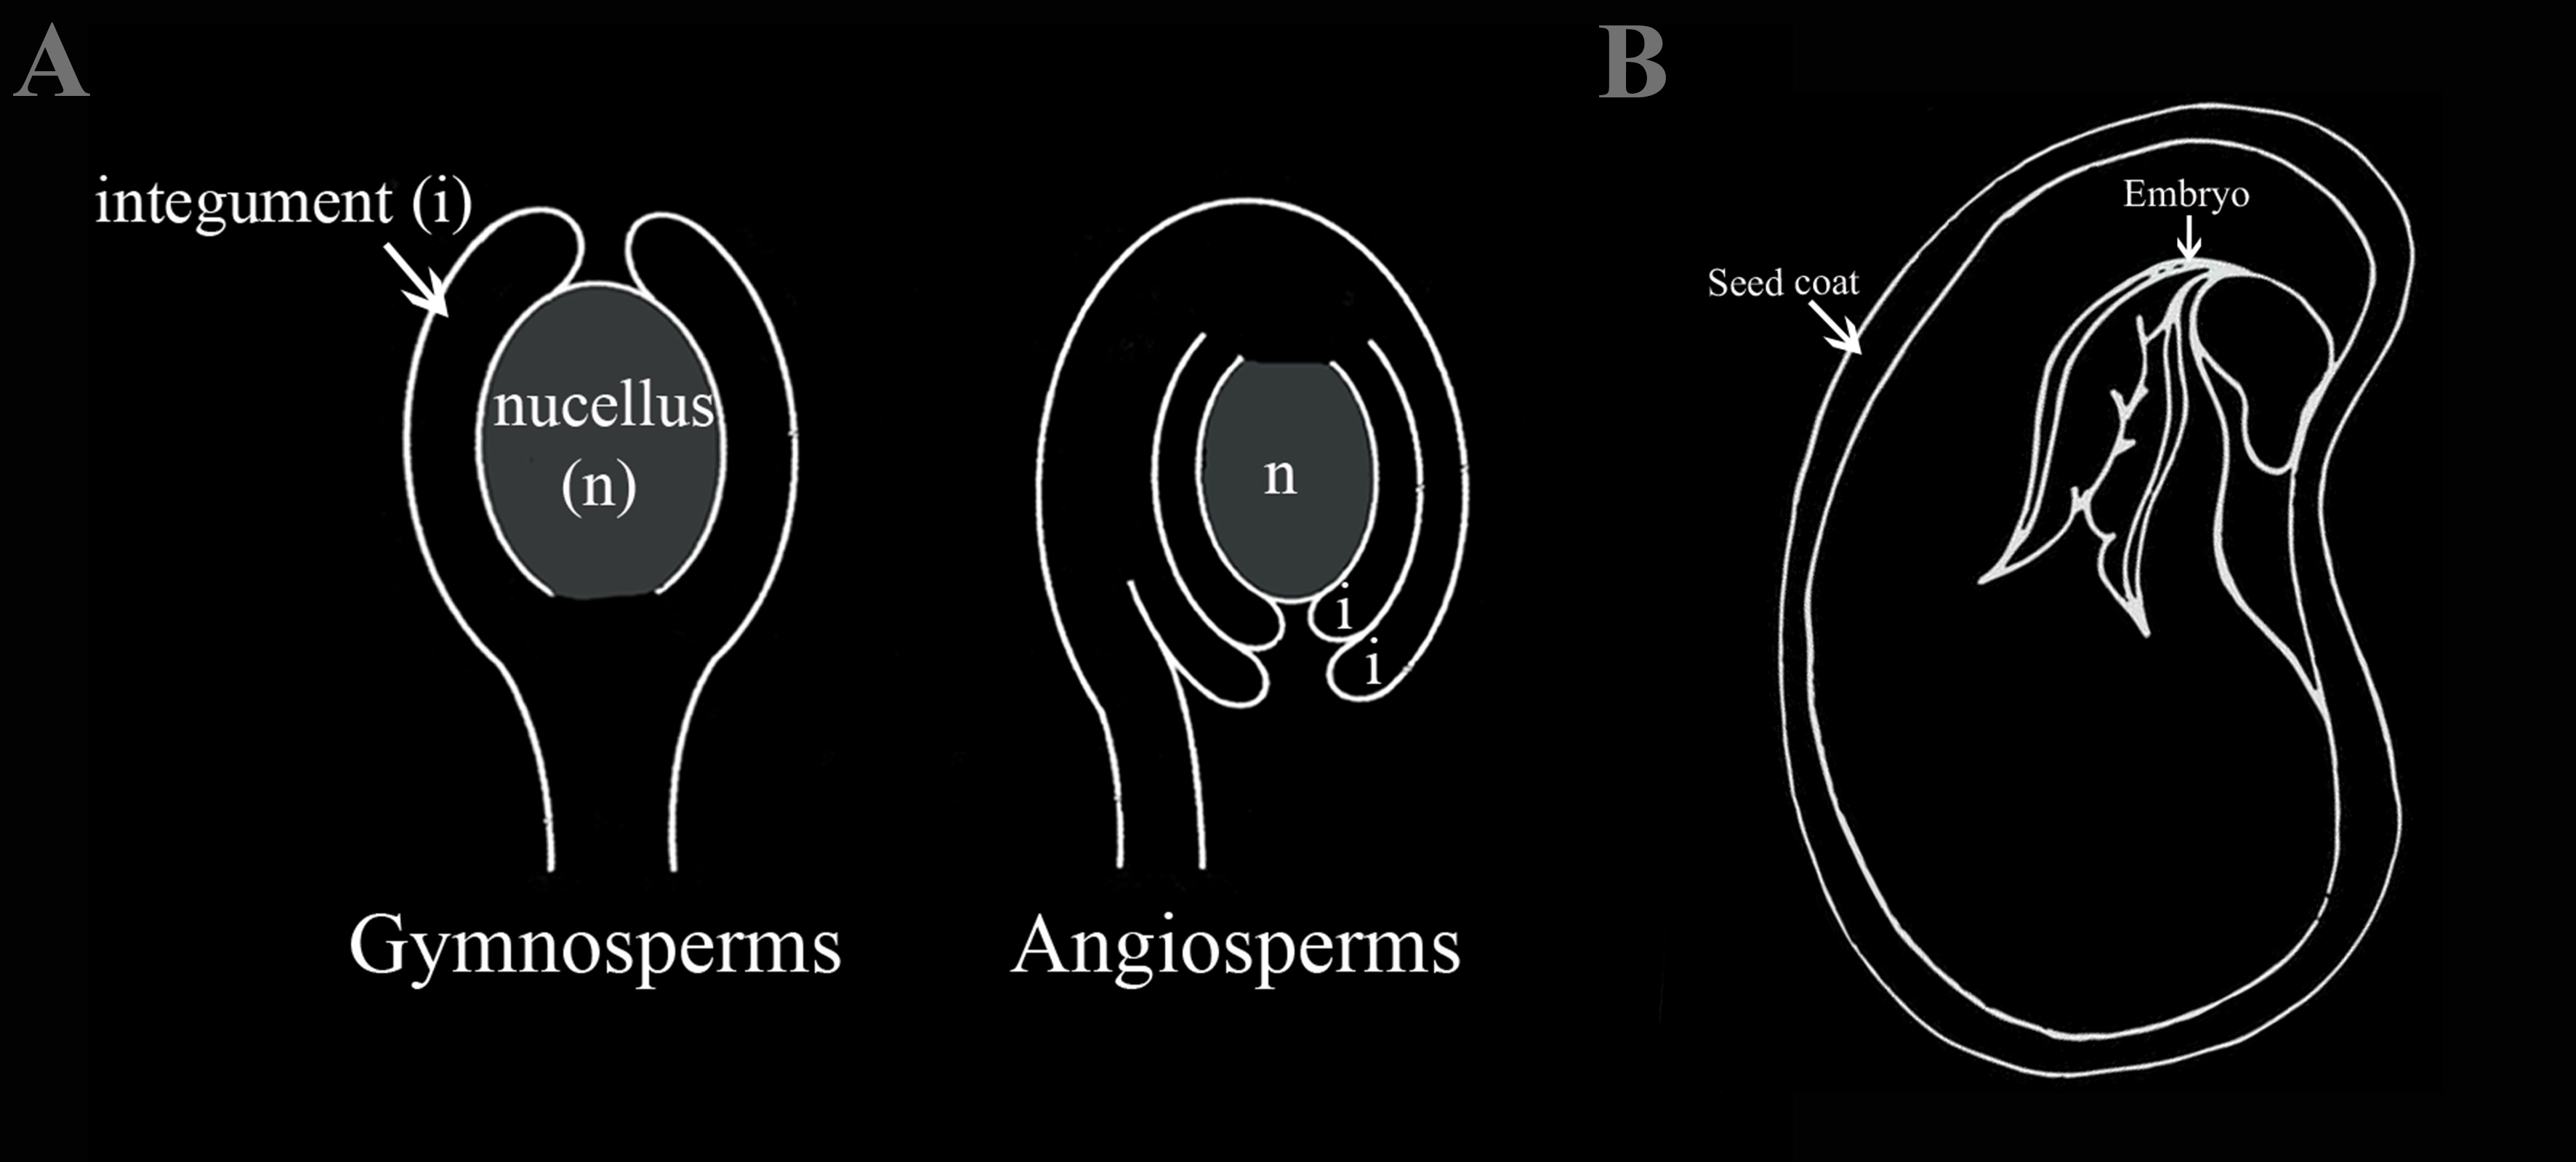 A
integument (i)
nucellus
(n)
Gymnosperms
n
i
i
Angiosperms
B
Embryo
Seed coat